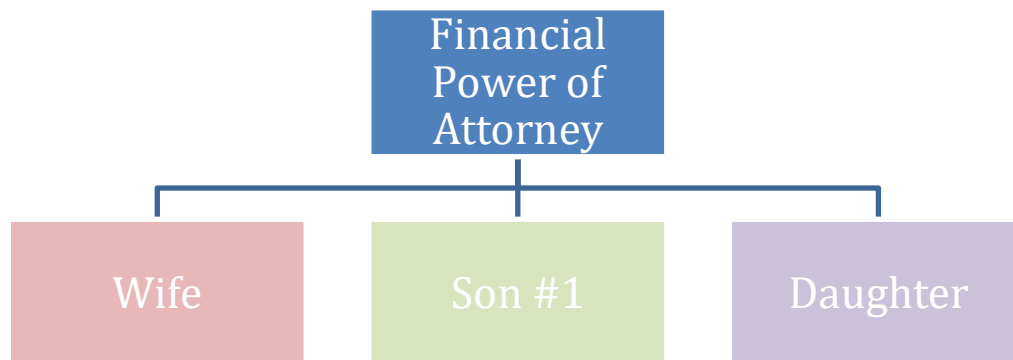 Financial
Power of
Attorney
Wife
Son #1
Daughter